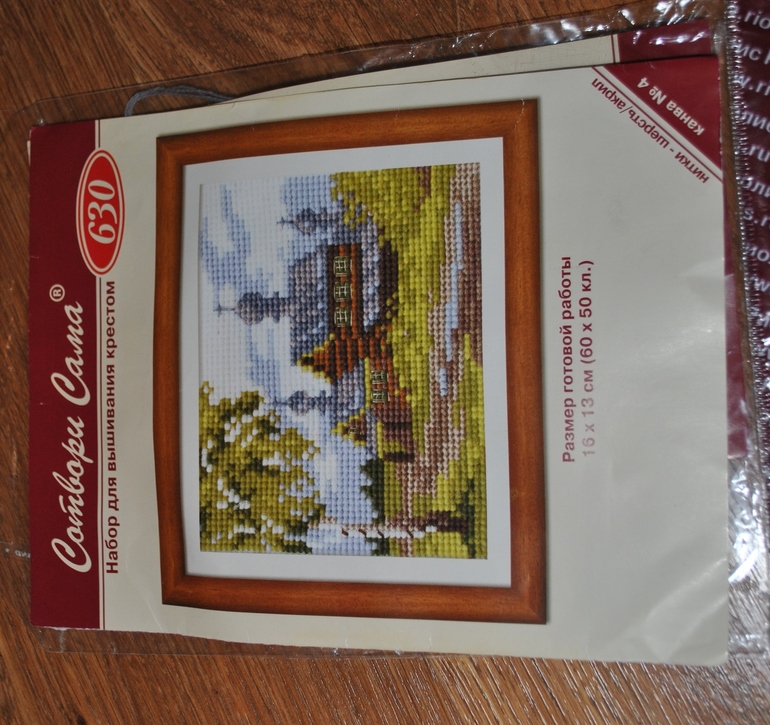 Сотвори Сама®
Набор для вышивания крестом
630
канва № 4
нитки - шерсть/акрил
Размер готовой работы
16 x 13 см (60 x 50 кл.)